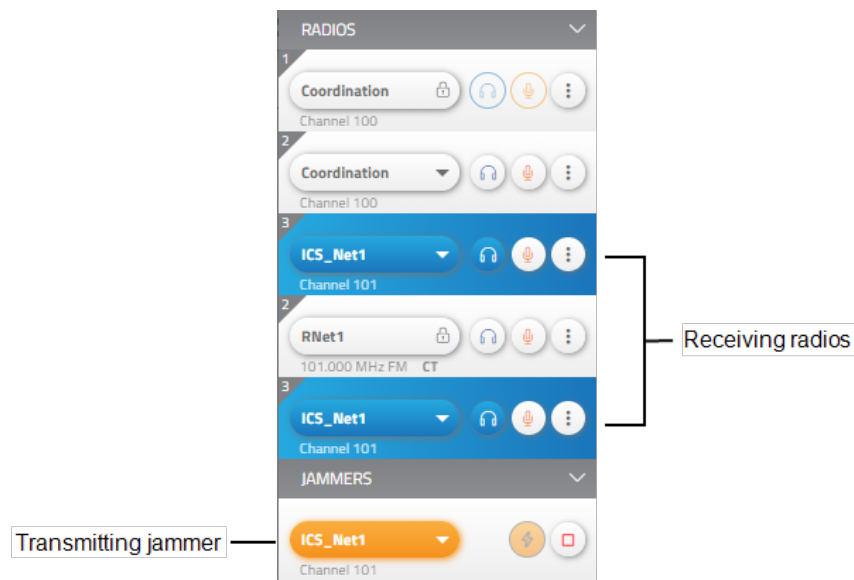 RADIOS
1
Coordination
Channel 100
2
Coordination
Channel 100
3
ICS_Net1
Channel 101
2
RNet1
101.000 MHz FM CT
3
ICS_Net1
Channel 101
Receiving radios
JAMMERS
Transmitting jammer
ICS_Net1
Channel 101